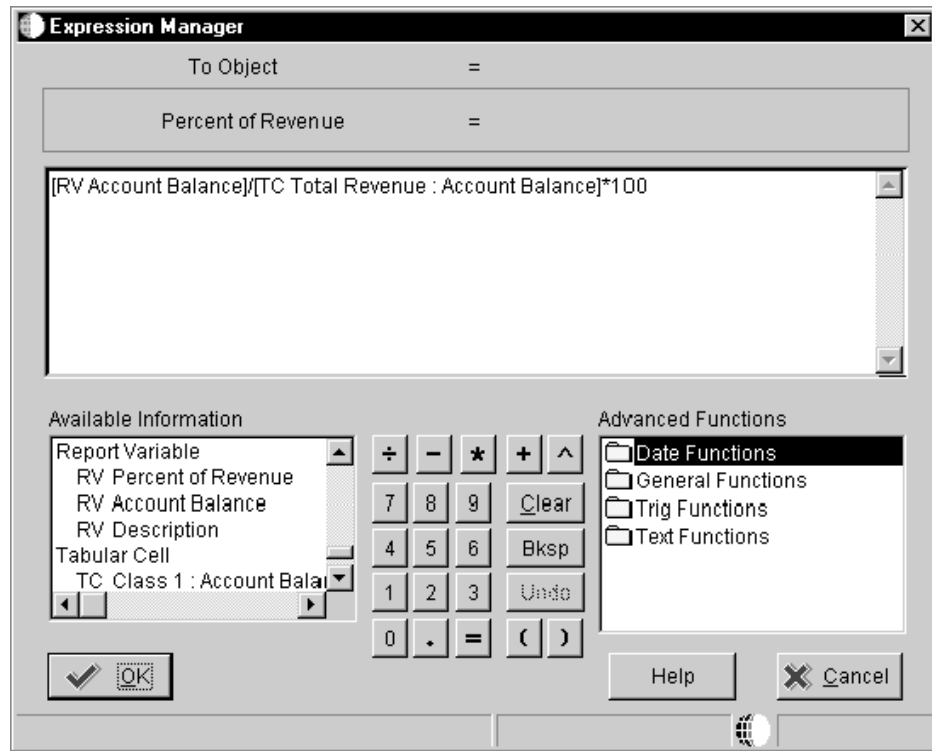 Expression Manager
To Object =
Percent of Revenue =
[RV Account Balance]/[TC Total Revenue : Account Balance]*100
Available Information
Report Variable
RV Percent of Revenue
RV Account Balance
RV Description
Tabular Cell
TC Class 1 : Account Balar
÷ − * + ^
7 8 9 Clear
4 5 6 Bksp
1 2 3 Undo
0 . = ( )
Advanced Functions
Date Functions
General Functions
Trig Functions
Text Functions
OK
Help
Cancel